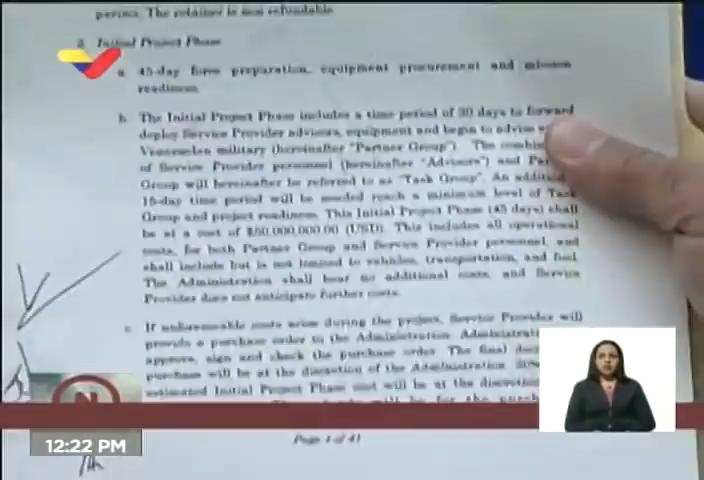 period. The retainer is non refundable
2. Initial Project Phase
a. 45-day force preparation, equipment procurement and mission
readiness
b. The Initial Project Phase includes a time period of 30 days to forward
deploy Service Provider advisors, equipment and begin to advise
Venezuelan military (hereinafter "Partner Group"). The
of Service Provider personnel (hereinafter "Advisors") and
Group will hereinafter be referred to as "Task Group". An
15-day time period will be needed reach a minimum level of Task
Group and project readiness. This Initial Project Phase (45 days) shall
be at a cost of $50,000,000.00 (USD). This includes all operational
costs, for both Partner Group and Service Provider personnel, and
shall include but is not limited to vehicles, transportation, and fuel.
The Administration shall bear no additional costs, and Service
Provider does not anticipate further costs.
c. If unforeseeable costs arise during the project, Service Provider will
provide a purchase order to the Administration.
approve, sign and check the purchase order. The final
purchase will be at the discretion of the Administration.
estimated Initial Project Phase cost will be at the
will be for the
Page 4 of 41
N
12:22 PM